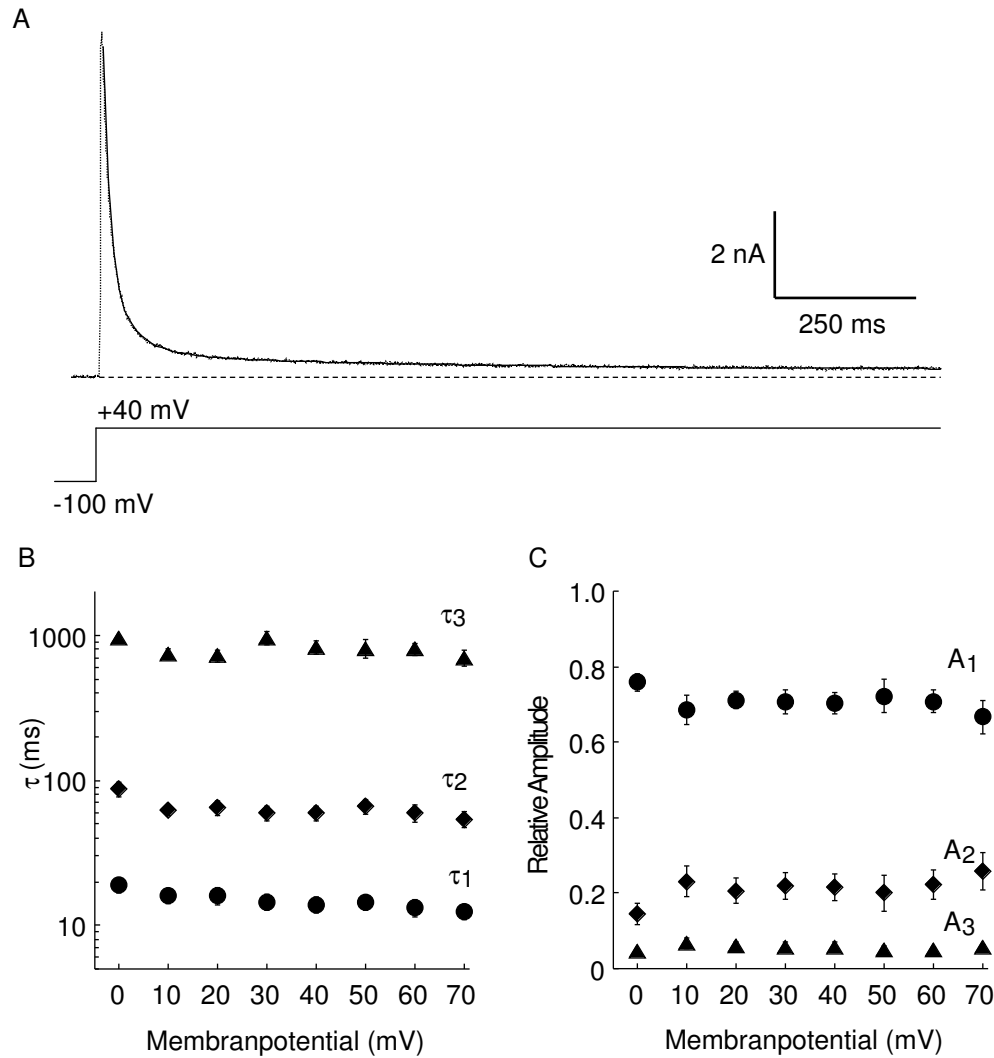 A
2 nA
250 ms
+40 mV
-100 mV
B
1000
100
10
τ (ms)
τ3
τ2
τ1
0 10 20 30 40 50 60 70
Membranpotential (mV)
C
1.0
0.8
0.6
0.4
0.2
0
Relative Amplitude
A1
A2
A3
0 10 20 30 40 50 60 70
Membranpotential (mV)